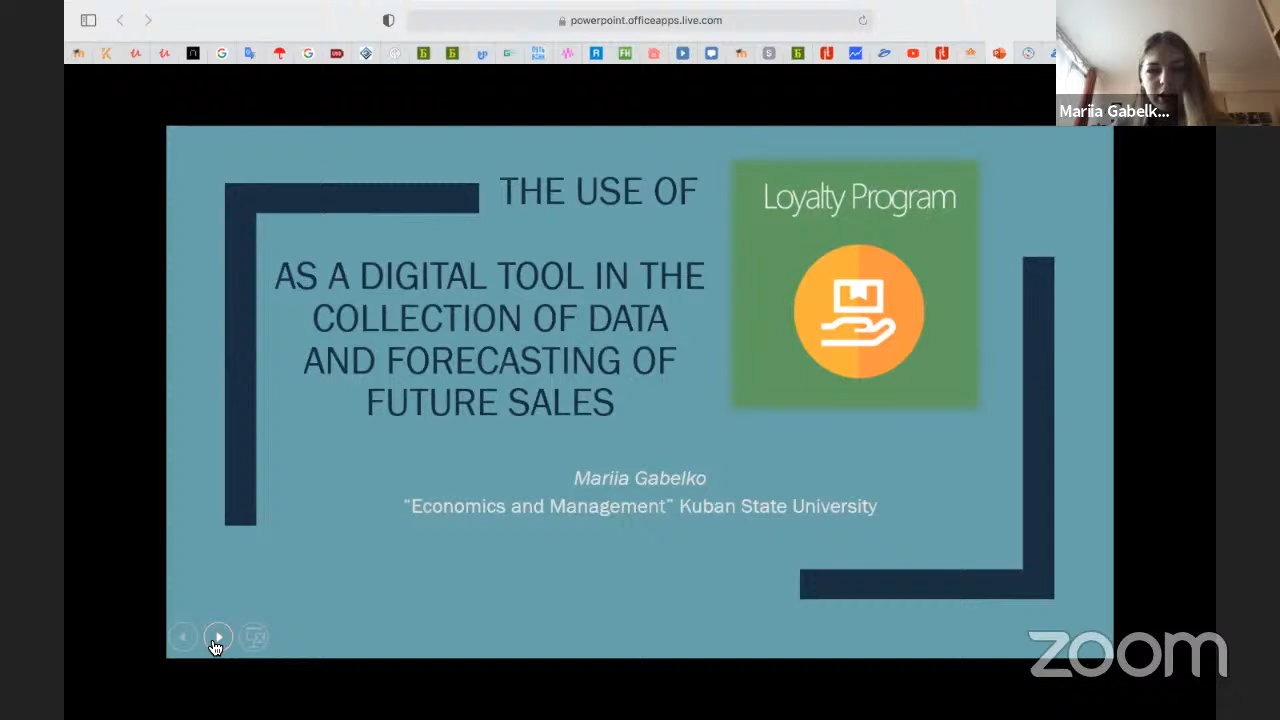 powerpoint.officeapps.live.com
Mariia Gabelk...
THE USE OF
Loyalty Program
AS A DIGITAL TOOL IN THE
COLLECTION OF DATA
AND FORECASTING OF
FUTURE SALES
Mariia Gabelko
“Economics and Management” Kuban State University
zoom